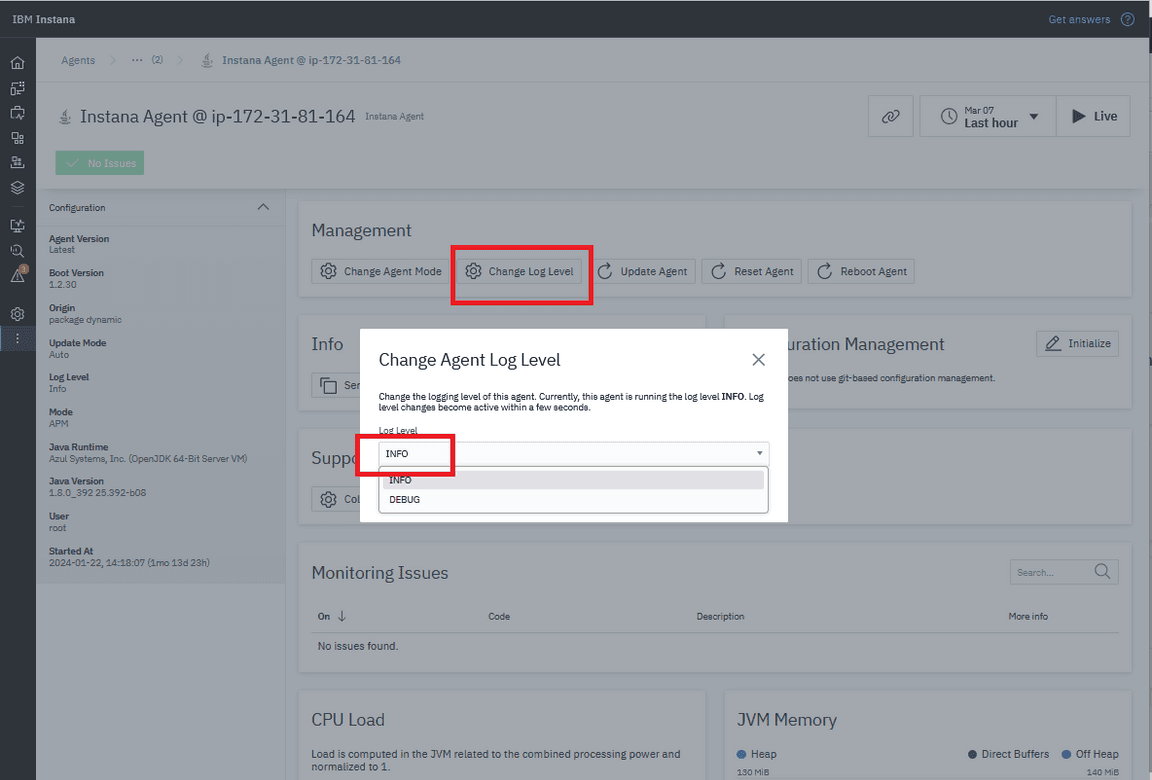 IBM Instana
Get answers
Agents
··· (2)
Instana Agent @ ip-172-31-81-164
Instana Agent @ ip-172-31-81-164
Instana Agent
Mar 07
Last hour
Live
No Issues
3
Configuration
Agent Version
Latest
Boot Version
1.2.30
Origin
package dynamic
Update Mode
Auto
Log Level
Info
Mode
APM
Java Runtime
Azul Systems, Inc. (OpenJDK 64-Bit Server VM)
Java Version
1.8.0_392 25.392-b08
User
root
Started At
2024-01-22, 14:18:07 (1mo 13d 23h)
Management
Change Agent Mode
Change Log Level
Update Agent
Reset Agent
Reboot Agent
Info
Ser
uration Management
Initialize
oes not use git-based configuration management.
Change Agent Log Level
Change the logging level of this agent. Currently, this agent is running the log level INFO. Log
level changes become active within a few seconds.
Log Level
INFO
INFO
DEBUG
Suppo
Col
Monitoring Issues
Search...
On
Code
Description
More info
No issues found.
CPU Load
Load is computed in the JVM related to the combined processing power and
normalized to 1.
JVM Memory
Heap
130 MiB
Direct Buffers
Off Heap
140 MiB